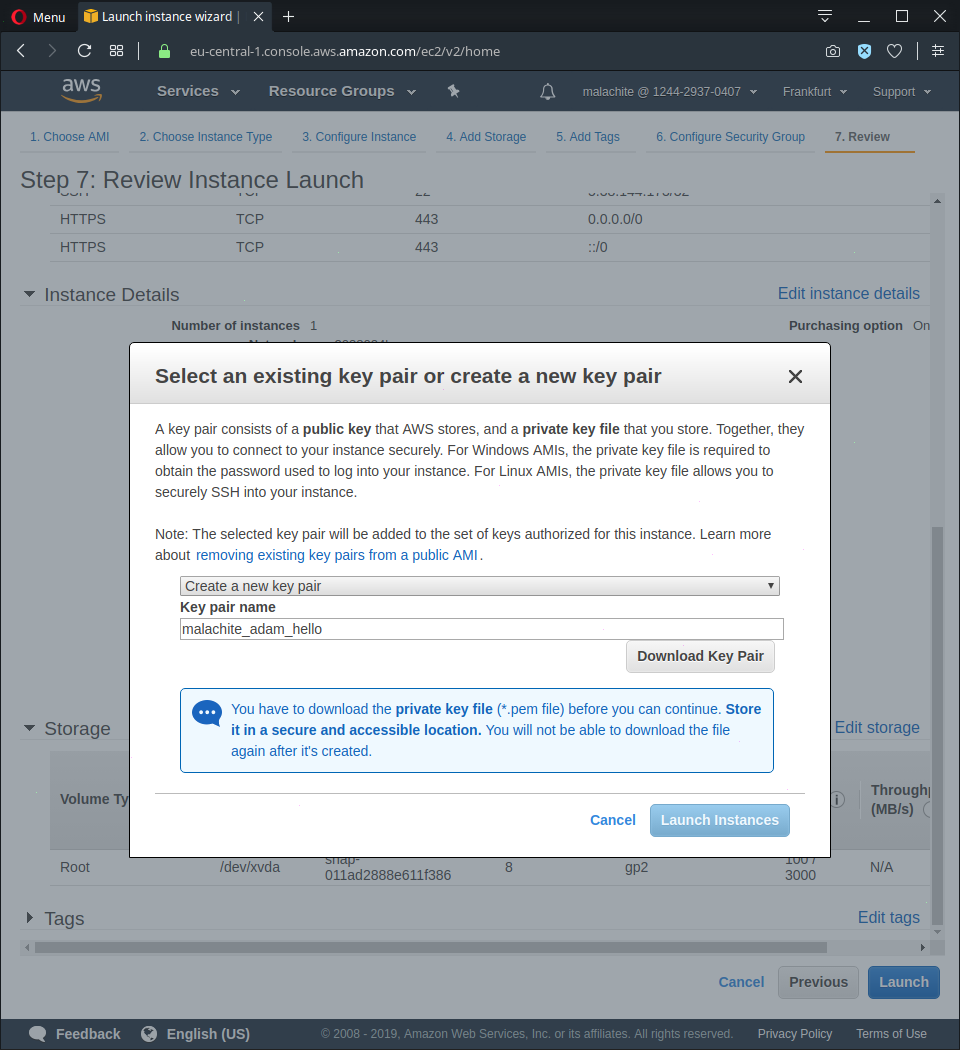 Menu
Launch instance wizard |
eu-central-1.console.aws.amazon.com/ec2/v2/home
aws
Services
Resource Groups
malachite @ 1244-2937-0407
Frankfurt
Support
1. Choose AMI
2. Choose Instance Type
3. Configure Instance
4. Add Storage
5. Add Tags
6. Configure Security Group
7. Review
Step 7: Review Instance Launch
HTTPS TCP 443 0.0.0.0/0
HTTPS TCP 443 ::/0
Instance Details
Edit instance details
Number of instances 1
Purchasing option On
Select an existing key pair or create a new key pair
A key pair consists of a public key that AWS stores, and a private key file that you store. Together, they
allow you to connect to your instance securely. For Windows AMIs, the private key file is required to
obtain the password used to log into your instance. For Linux AMIs, the private key file allows you to
securely SSH into your instance.
Note: The selected key pair will be added to the set of keys authorized for this instance. Learn more
about removing existing key pairs from a public AMI.
Create a new key pair
Key pair name
malachite_adam_hello
Download Key Pair
You have to download the private key file (*.pem file) before you can continue. Store
it in a secure and accessible location. You will not be able to download the file
again after it's created.
Cancel
Launch Instances
Storage
Edit storage
Volume Ty
Throughp
(MB/s)
Root /dev/xvda snap-
011ad2888e611f386 8 gp2 100 /
3000 N/A
Tags
Edit tags
Cancel
Previous
Launch
Feedback
English (US)
© 2008 - 2019, Amazon Web Services, Inc. or its affiliates. All rights reserved.
Privacy Policy
Terms of Use